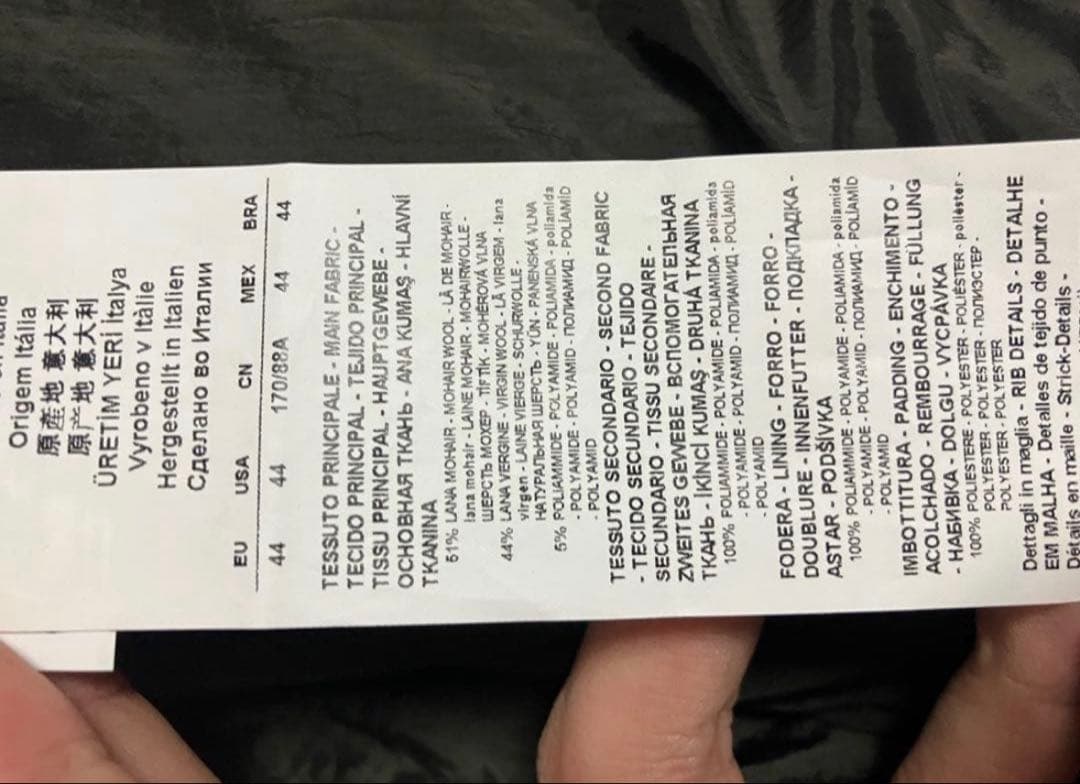 Origem Itália
原產地 意大利
原产地 意大利
ÜRETİM YERİ İtalya
Vyrobeno v Itàlie
Hergestellt in Italien
Сделано во Италии
EU USA CN MEX BRA
44 44 170/88A 44 44
TESSUTO PRINCIPALE - MAIN FABRIC -
TECIDO PRINCIPAL - TEJIDO PRINCIPAL -
TISSU PRINCIPAL - HAUPTGEWEBE -
ОСНОВНАЯ ТКАНЬ - ANA KUMAŞ - HLAVNÍ
TKANINA
51% LANA MOHAIR - MOHAIR WOOL - LÃ DE MOHAIR -
lana mohair - LAINE MOHAIR - MOHAIRWOLLE -
ШЕРСТЬ МОХЕР - TİFTİK - MOHÉROVÁ VLNA
44% LANA VERGINE - VIRGIN WOOL - LÃ VIRGEM - lana
virgen - LAINE VIERGE - SCHURWOLLE -
НАТУРАЛЬНАЯ ШЕРСТЬ - YÜN - PANENSKÁ VLNA
5% POLIAMMIDE - POLYAMIDE - POLIAMIDA - poliamida
- POLYAMIDE - POLYAMID - ПОЛИАМИД - POLİAMİD
- POLYAMID
TESSUTO SECONDARIO - SECOND FABRIC
- TECIDO SECUNDARIO - TEJIDO
SECUNDARIO - TISSU SECONDAIRE -
ZWEITES GEWEBE - ВСПОМОГАТЕЛЬНАЯ
ТКАНЬ - İKİNCİ KUMAŞ - DRUHÁ TKANINA
100% POLIAMMIDE - POLYAMIDE - POLIAMIDA - poliamida
- POLYAMIDE - POLYAMID - ПОЛИАМИД - POLİAMİD
- POLYAMID
FODERA - LINING - FORRO - FORRO -
DOUBLURE - INNENFUTTER - ПОДКЛАДКА -
ASTAR - PODŠÍVKA
100% POLIAMMIDE - POLYAMIDE - POLIAMIDA - poliamida
- POLYAMIDE - POLYAMID - ПОЛИАМИД - POLİAMİD
- POLYAMID
IMBOTTITURA - PADDING - ENCHIMENTO -
ACOLCHADO - REMBOURRAGE - FÜLLUNG
- НАБИВКА - DOLGU - VYCPÁVKA
100% POLIESTERE - POLYESTER - POLIÉSTER - poliéster -
POLYESTER - POLYESTER - ПОЛИЭСТЕР -
POLYESTER - POLYESTER
Dettagli in maglia - RIB DETAILS - DETALHE
EM MALHA - Detalles de tejido de punto -
Détails en maille - Strick-Details -